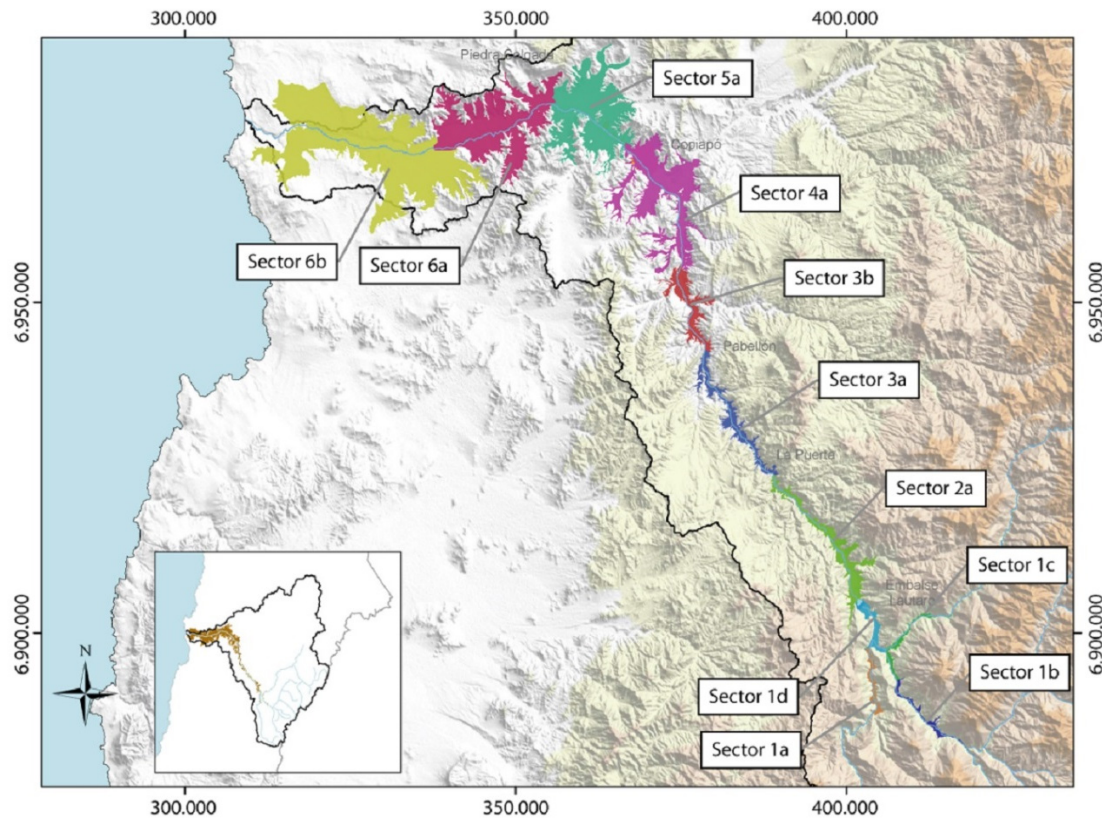 300.000
350.000
400.000
Piedra Colgada
Sector 5a
Copiapó
Sector 4a
Sector 6b
Sector 6a
Sector 3b
6.950.000
6.950.000
Pabellón
Sector 3a
La Puerta
Sector 2a
Sector 1c
Embalse
Lautaro
6.900.000
6.900.000
N
Sector 1b
Sector 1d
Sector 1a
300.000
350.000
400.000